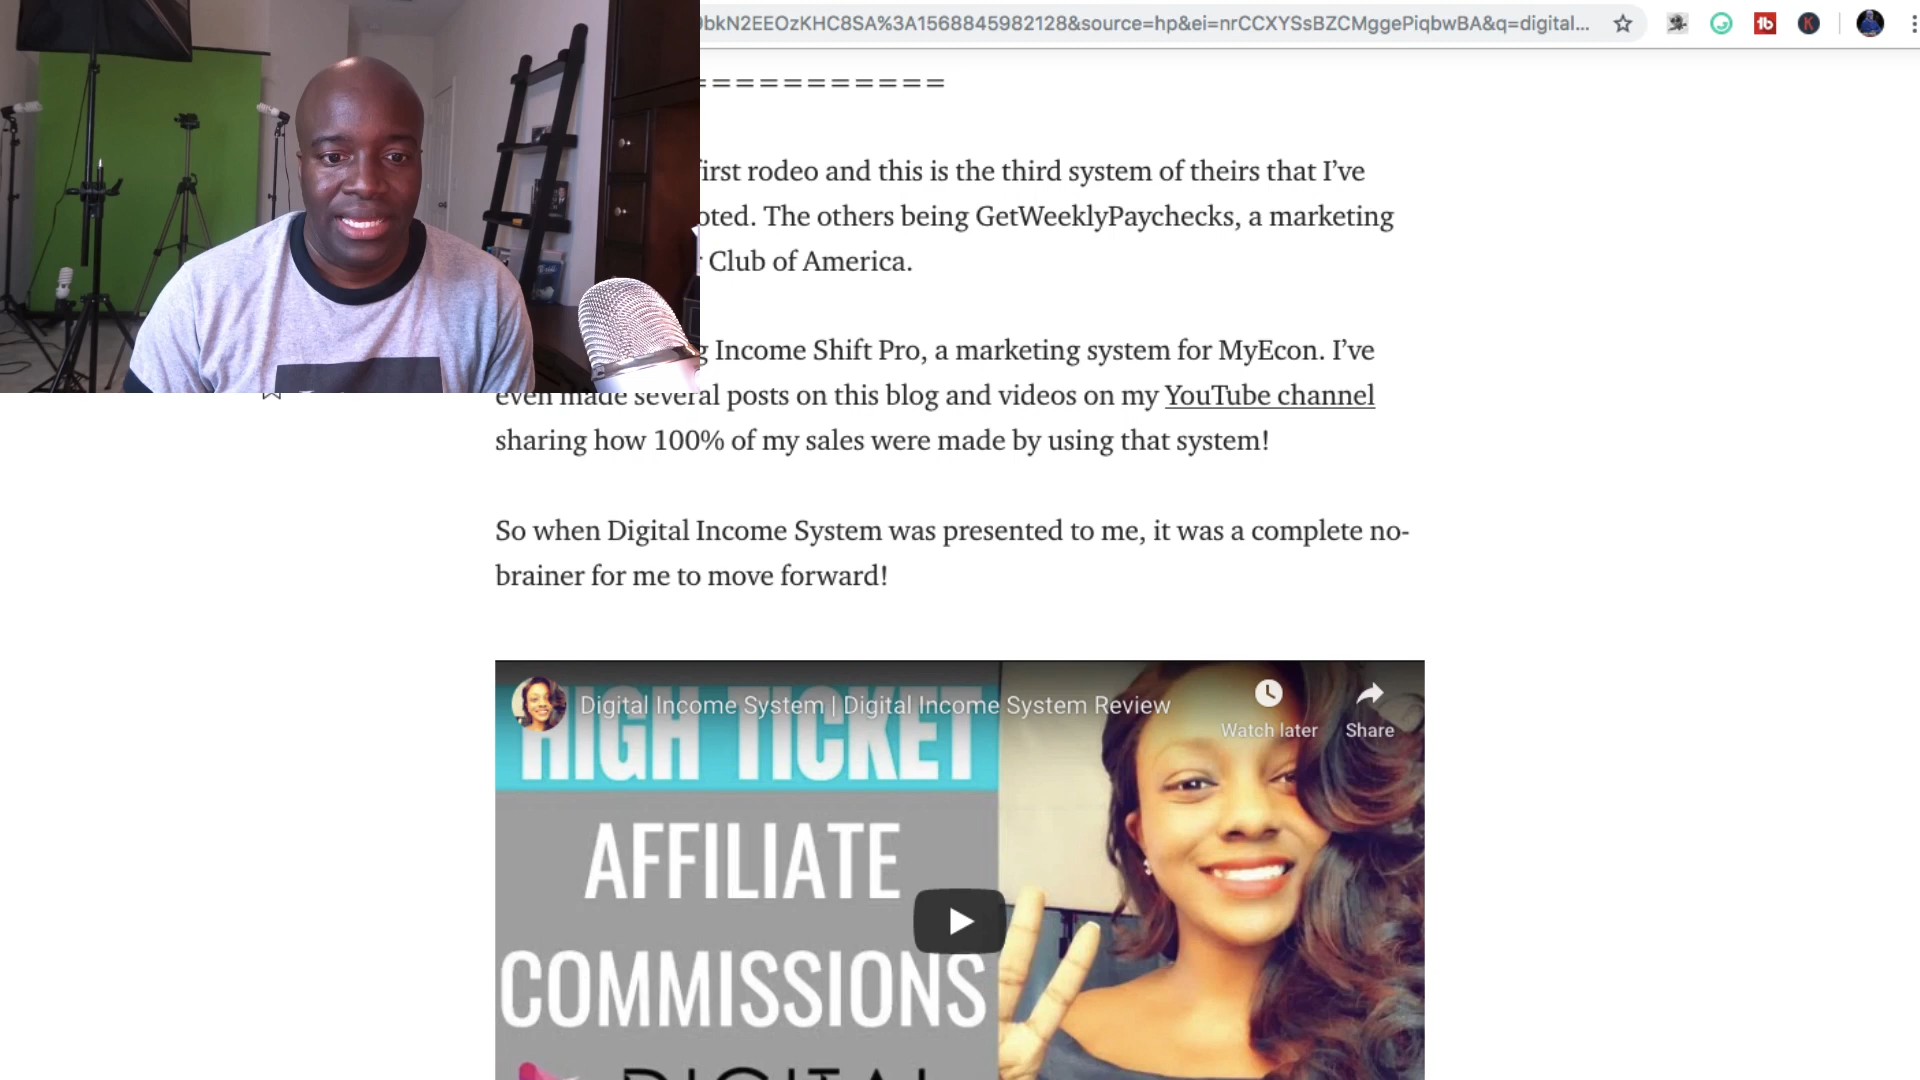 bkN2EEOzKHC8SA%3A1568845982128&source=hp&ei=nrCCXYSsBZCMggePiqbwBA&q=digital...
===========
first rodeo and this is the third system of theirs that I've
oted. The others being GetWeeklyPaychecks, a marketing
Club of America.
g Income Shift Pro, a marketing system for MyEcon. I've
even made several posts on this blog and videos on my YouTube channel
sharing how 100% of my sales were made by using that system!
So when Digital Income System was presented to me, it was a complete no-
brainer for me to move forward!
Digital Income System | Digital Income System Review
Watch later
Share
HIGH TICKET
AFFILIATE
COMMISSIONS
DIGITAL